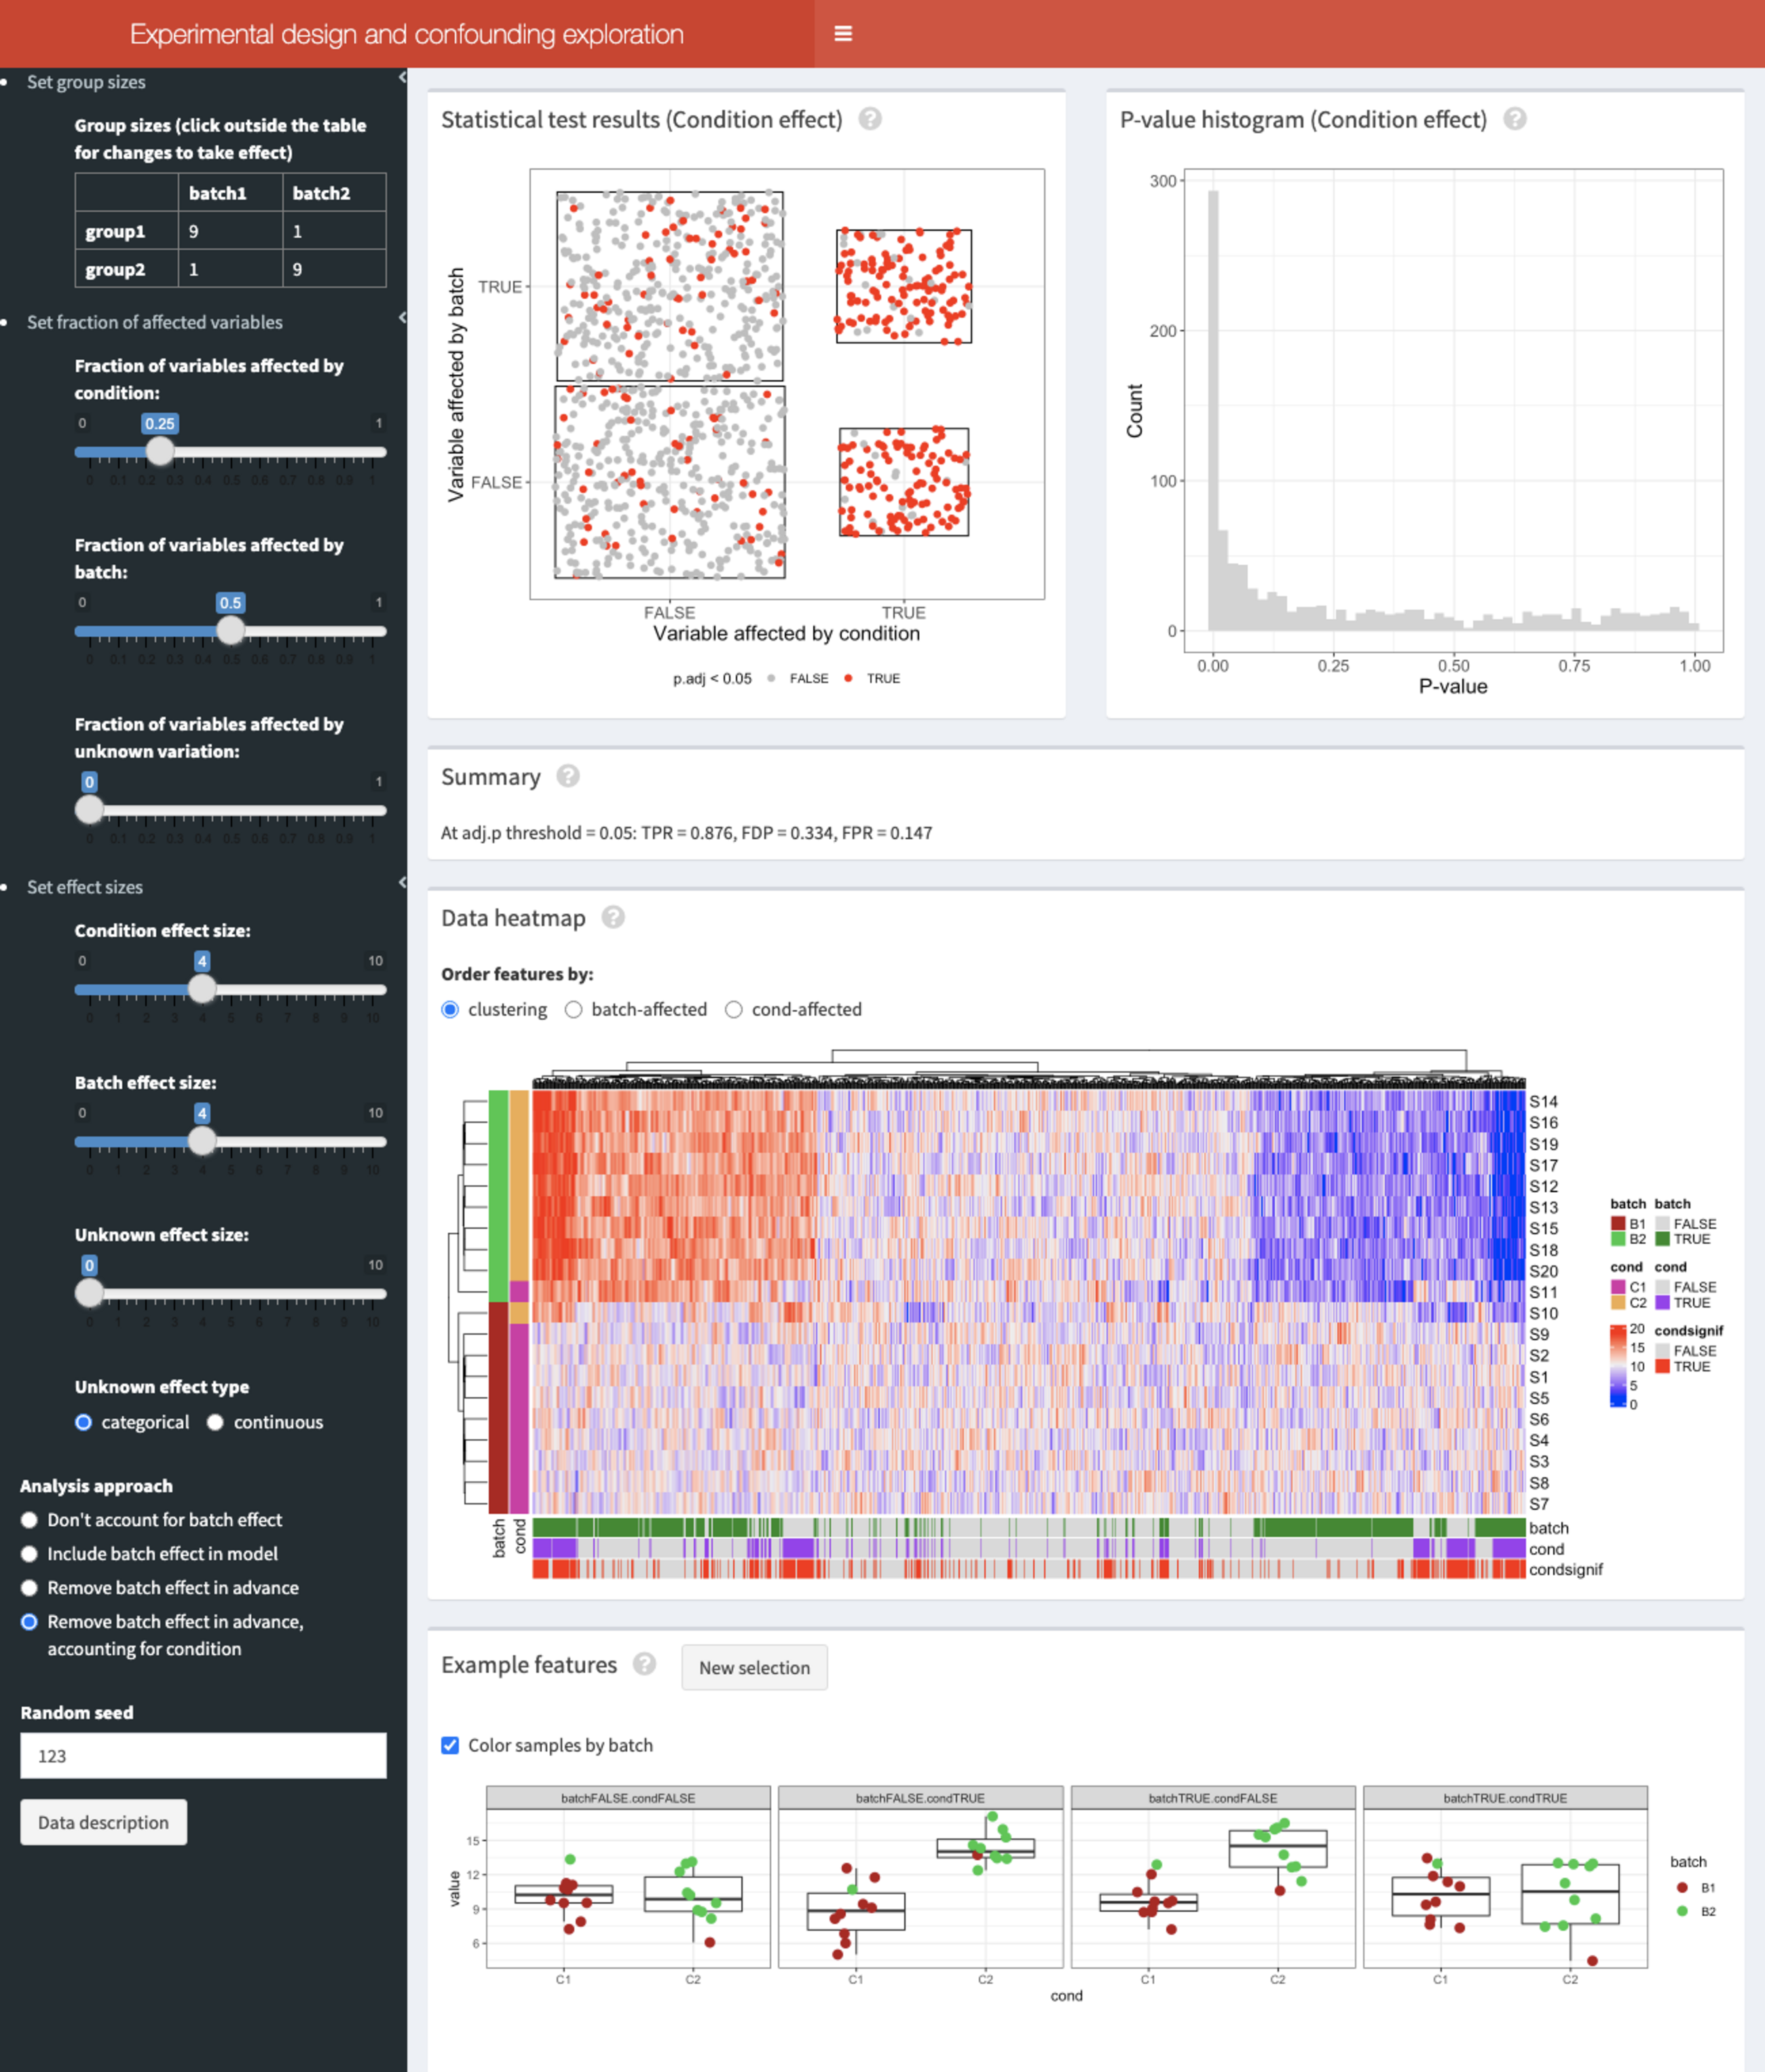 Experimental design and confounding exploration
Set group sizes
Group sizes (click outside the table
for changes to take effect)
batch1 batch2
group1 9 1
group2 1 9
Set fraction of affected variables
Fraction of variables affected by
condition:
0 0.25 1
0 0.1 0.2 0.3 0.4 0.5 0.6 0.7 0.8 0.9 1
Fraction of variables affected by
batch:
0 0.5 1
0 0.1 0.2 0.3 0.4 0.5 0.6 0.7 0.8 0.9 1
Fraction of variables affected by
unknown variation:
0 1
0 0.1 0.2 0.3 0.4 0.5 0.6 0.7 0.8 0.9 1
Set effect sizes
Condition effect size:
0 4 10
0 1 2 3 4 5 6 7 8 9 10
Batch effect size:
0 4 10
0 1 2 3 4 5 6 7 8 9 10
Unknown effect size:
0 10
0 1 2 3 4 5 6 7 8 9 10
Unknown effect type
categorical continuous
Analysis approach
Don't account for batch effect
Include batch effect in model
Remove batch effect in advance
Remove batch effect in advance,
accounting for condition
Random seed
123
Data description
Statistical test results (Condition effect) ?
Variable affected by batch
TRUE
FALSE
FALSE TRUE
Variable affected by condition
p.adj < 0.05 FALSE TRUE
P-value histogram (Condition effect) ?
Count
300
200
100
0
0.00 0.25 0.50 0.75 1.00
P-value
Summary ?
At adj.p threshold = 0.05: TPR = 0.876, FDP = 0.334, FPR = 0.147
Data heatmap ?
Order features by:
clustering batch-affected cond-affected
S14
S16
S19
S17
S12
S13
S15
S18
S20
S11
S10
S9
S2
S1
S5
S6
S4
S3
S8
S7
batch
cond
condsignif
batch cond
batch batch
B1 FALSE
B2 TRUE
cond cond
C1 FALSE
C2 TRUE
20 condsignif
15 FALSE
10 TRUE
5
0
Example features ? New selection
Color samples by batch
batchFALSE.condFALSE batchFALSE.condTRUE batchTRUE.condFALSE batchTRUE.condTRUE
value
15
12
9
6
C1 C2 C1 C2 C1 C2 C1 C2
cond
batch
B1
B2